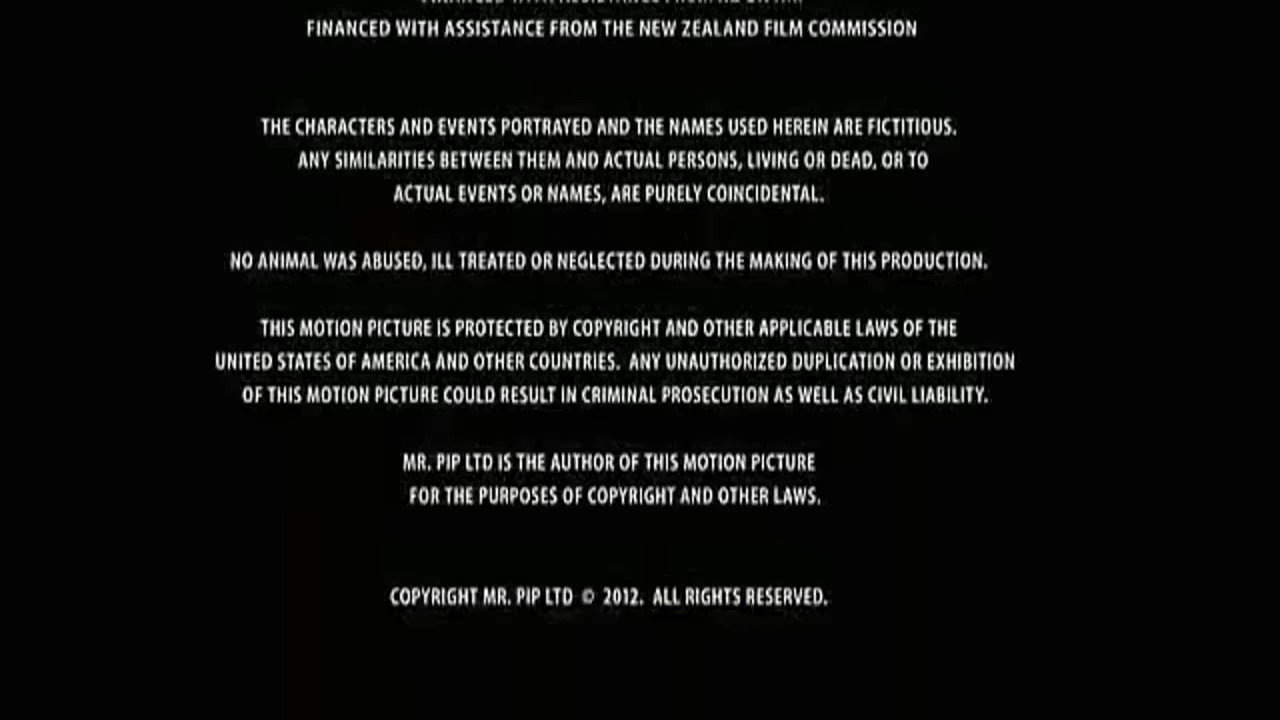 FINANCED WITH ASSISTANCE FROM THE NEW ZEALAND FILM COMMISSION
THE CHARACTERS AND EVENTS PORTRAYED AND THE NAMES USED HEREIN ARE FICTITIOUS.
ANY SIMILARITIES BETWEEN THEM AND ACTUAL PERSONS, LIVING OR DEAD, OR TO
ACTUAL EVENTS OR NAMES, ARE PURELY COINCIDENTAL.
NO ANIMAL WAS ABUSED, ILL TREATED OR NEGLECTED DURING THE MAKING OF THIS PRODUCTION.
THIS MOTION PICTURE IS PROTECTED BY COPYRIGHT AND OTHER APPLICABLE LAWS OF THE
UNITED STATES OF AMERICA AND OTHER COUNTRIES. ANY UNAUTHORIZED DUPLICATION OR EXHIBITION
OF THIS MOTION PICTURE COULD RESULT IN CRIMINAL PROSECUTION AS WELL AS CIVIL LIABILITY.
MR. PIP LTD IS THE AUTHOR OF THIS MOTION PICTURE
FOR THE PURPOSES OF COPYRIGHT AND OTHER LAWS.
COPYRIGHT MR. PIP LTD © 2012. ALL RIGHTS RESERVED.